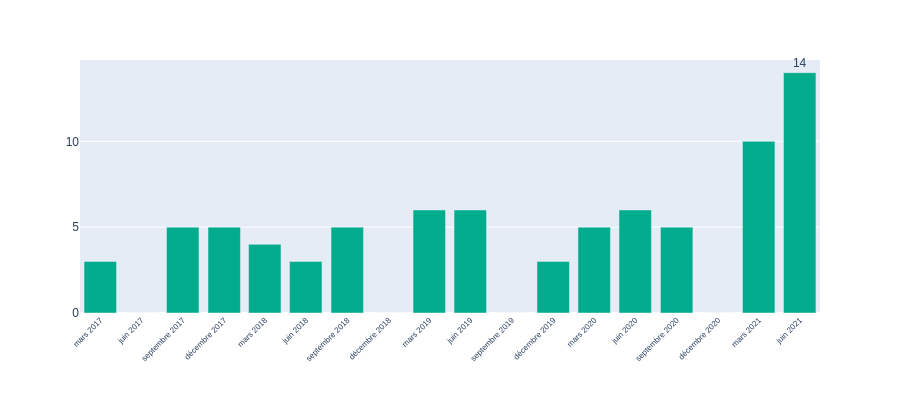 14
10
5
0
mars 2017
juin 2017
septembre 2017
décembre 2017
mars 2018
juin 2018
septembre 2018
décembre 2018
mars 2019
juin 2019
septembre 2019
décembre 2019
mars 2020
juin 2020
septembre 2020
décembre 2020
mars 2021
juin 2021